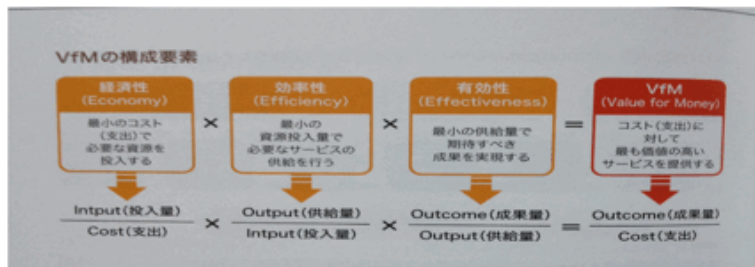 VfMの構成要素
経済性
(Economy)
最小のコスト
(支出)で
必要な資源を
投入する
×
効率性
(Efficiency)
最小の
資源投入量で
必要なサービスの
供給を行う
×
有効性
(Effectiveness)
最小の供給量で
期待すべき
成果を実現する
=
VfM
(Value for Money)
コスト(支出)に
対して
最も価値の高い
サービスを提供する
Intput(投入量)
Cost(支出)
×
Output(供給量)
Intput(投入量)
×
Outcome(成果量)
Output(供給量)
=
Outcome(成果量)
Cost(支出)